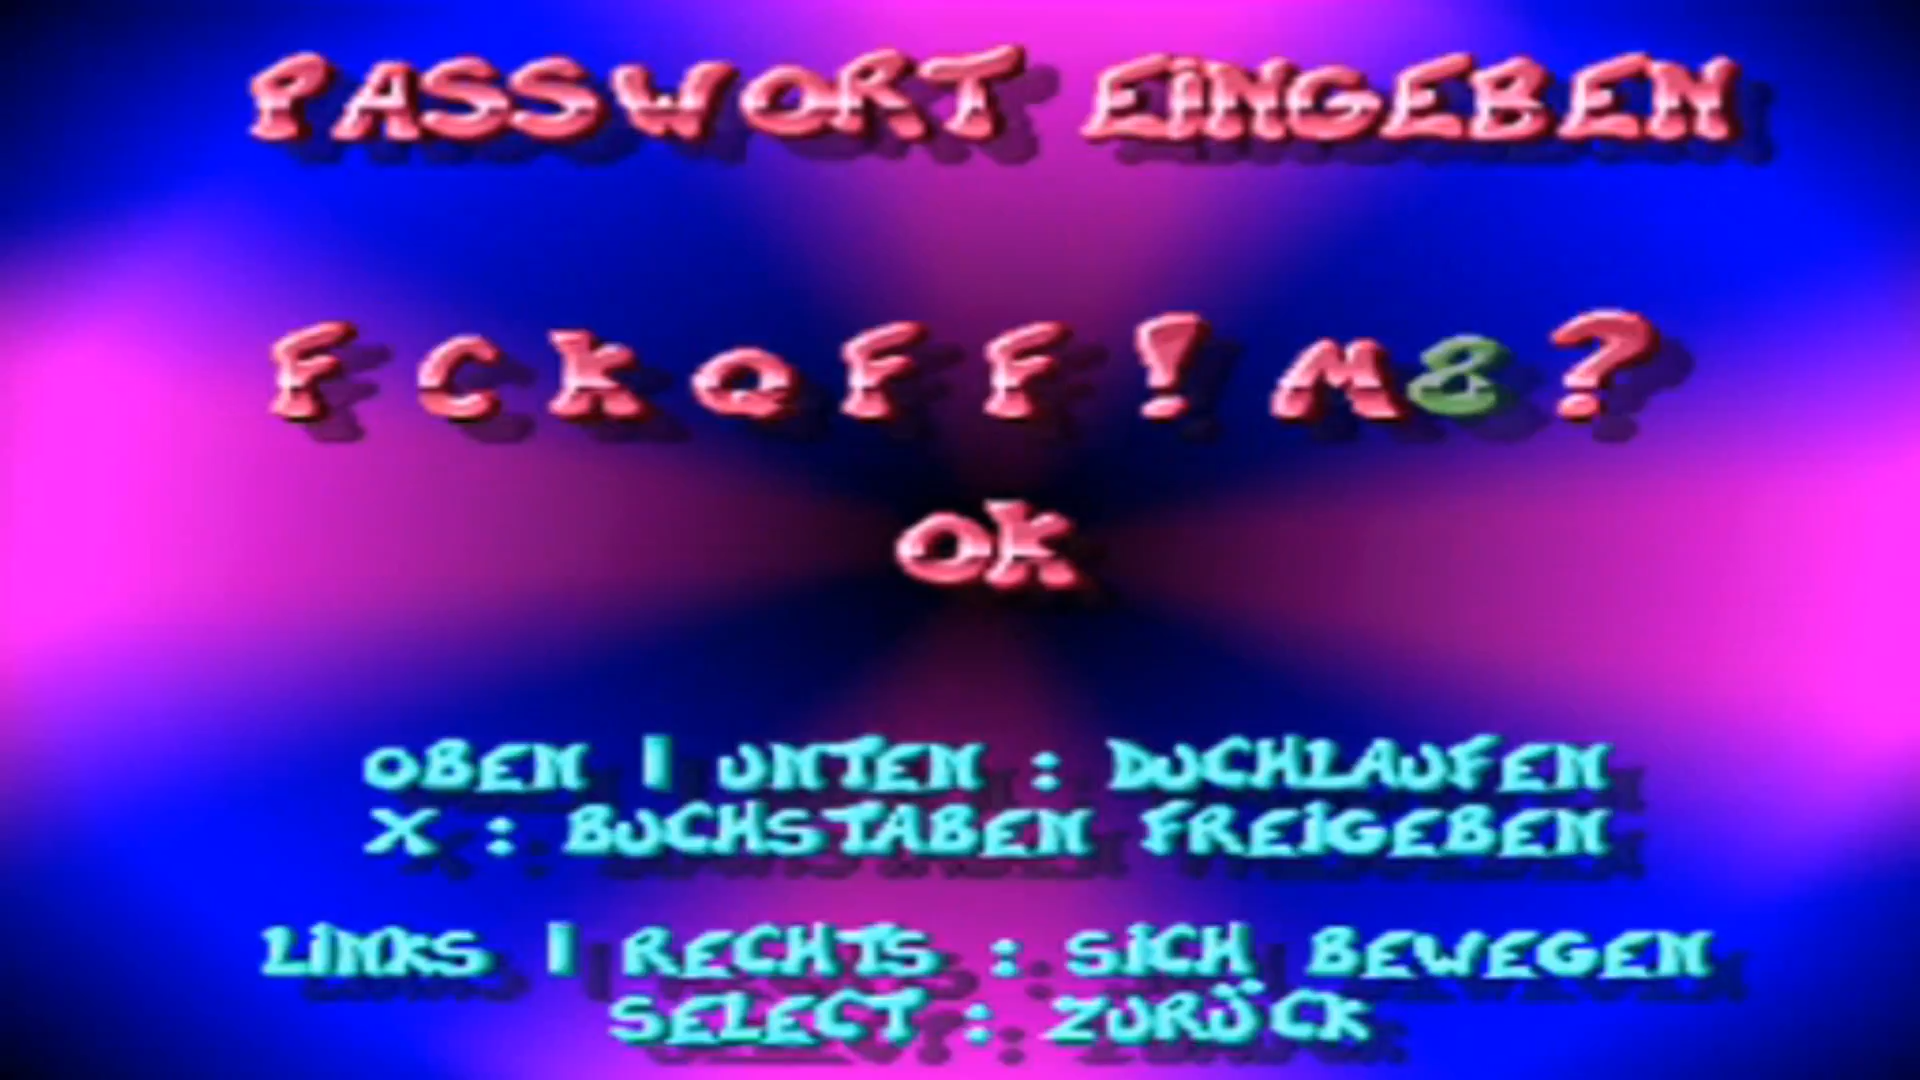 PASSWORT EINGEBEN
FCKQFF!M8?
OK
OBEN | UNTEN : DUCHLAUFEN
X : BUCHSTABEN FREIGEBEN
LINKS | RECHTS : SICH BEWEGEN
SELECT : ZURÜCK